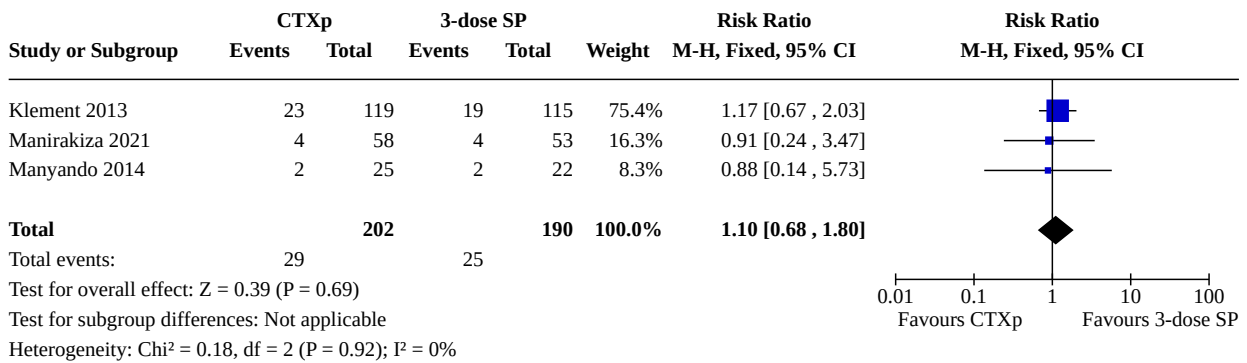 CTXp 3-dose SP Risk Ratio Risk Ratio
Study or Subgroup Events Total Events Total Weight M-H, Fixed, 95% CI M-H, Fixed, 95% CI
Klement 2013 23 119 19 115 75.4% 1.17 [0.67 , 2.03]
Manirakiza 2021 4 58 4 53 16.3% 0.91 [0.24 , 3.47]
Manyando 2014 2 25 2 22 8.3% 0.88 [0.14 , 5.73]
Total 202 190 100.0% 1.10 [0.68 , 1.80]
Total events: 29 25
Test for overall effect: Z = 0.39 (P = 0.69)
0.01 0.1 1 10 100
Test for subgroup differences: Not applicable
Favours CTXp Favours 3-dose SP
Heterogeneity: Chi² = 0.18, df = 2 (P = 0.92); I² = 0%